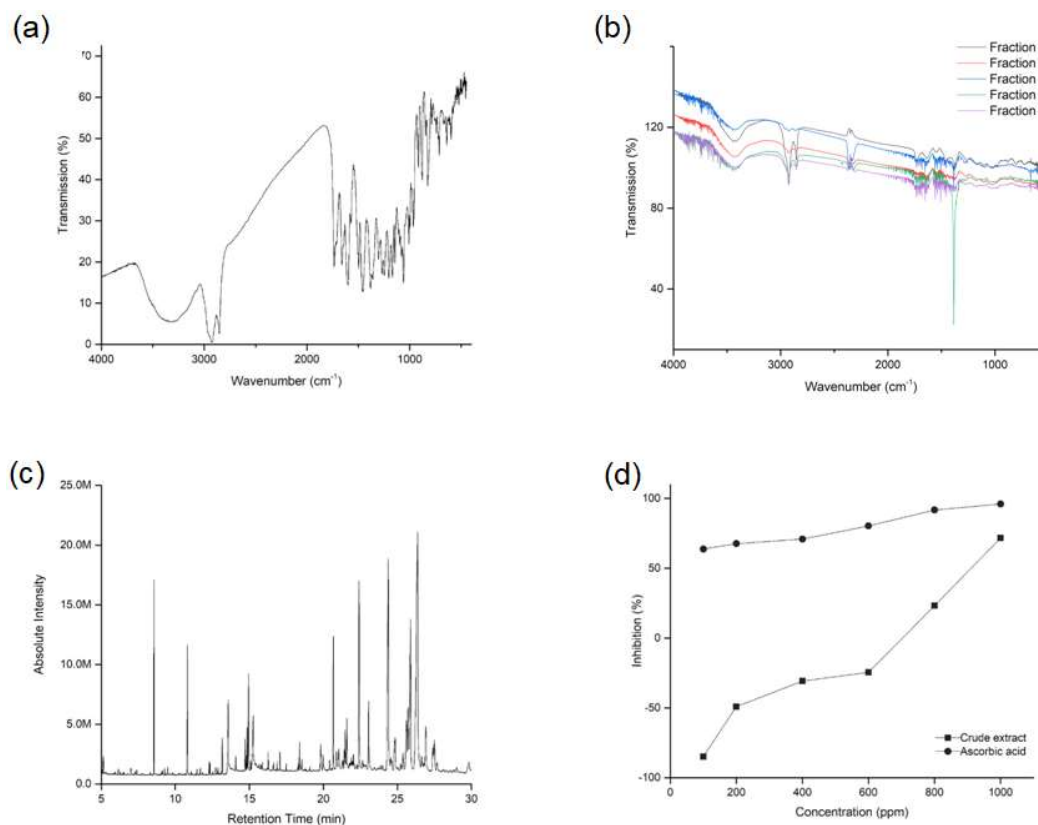 (a)
70
60
50
40
30
20
10
0
Transmission (%)
4000 3000 2000 1000
Wavenumber (cm⁻¹)
(b)
Fraction
Fraction
Fraction
Fraction
Fraction
120
80
40
Transmission (%)
4000 3000 2000 1000
Wavenumber (cm⁻¹)
(c)
25.0M
20.0M
15.0M
10.0M
5.0M
0.0
Absolute Intensity
5 10 15 20 25 30
Retention Time (min)
(d)
100
50
0
-50
-100
Inhibition (%)
Crude extract
Ascorbic acid
200 400 600 800 1000
Concentration (ppm)